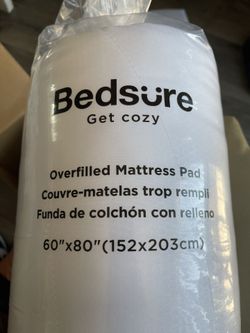 Bedsure
Get cozy
Overfilled Mattress Pad
Couvre-matelas trop rempli
Funda de colchón con relleno
60"x80"(152x203cm)